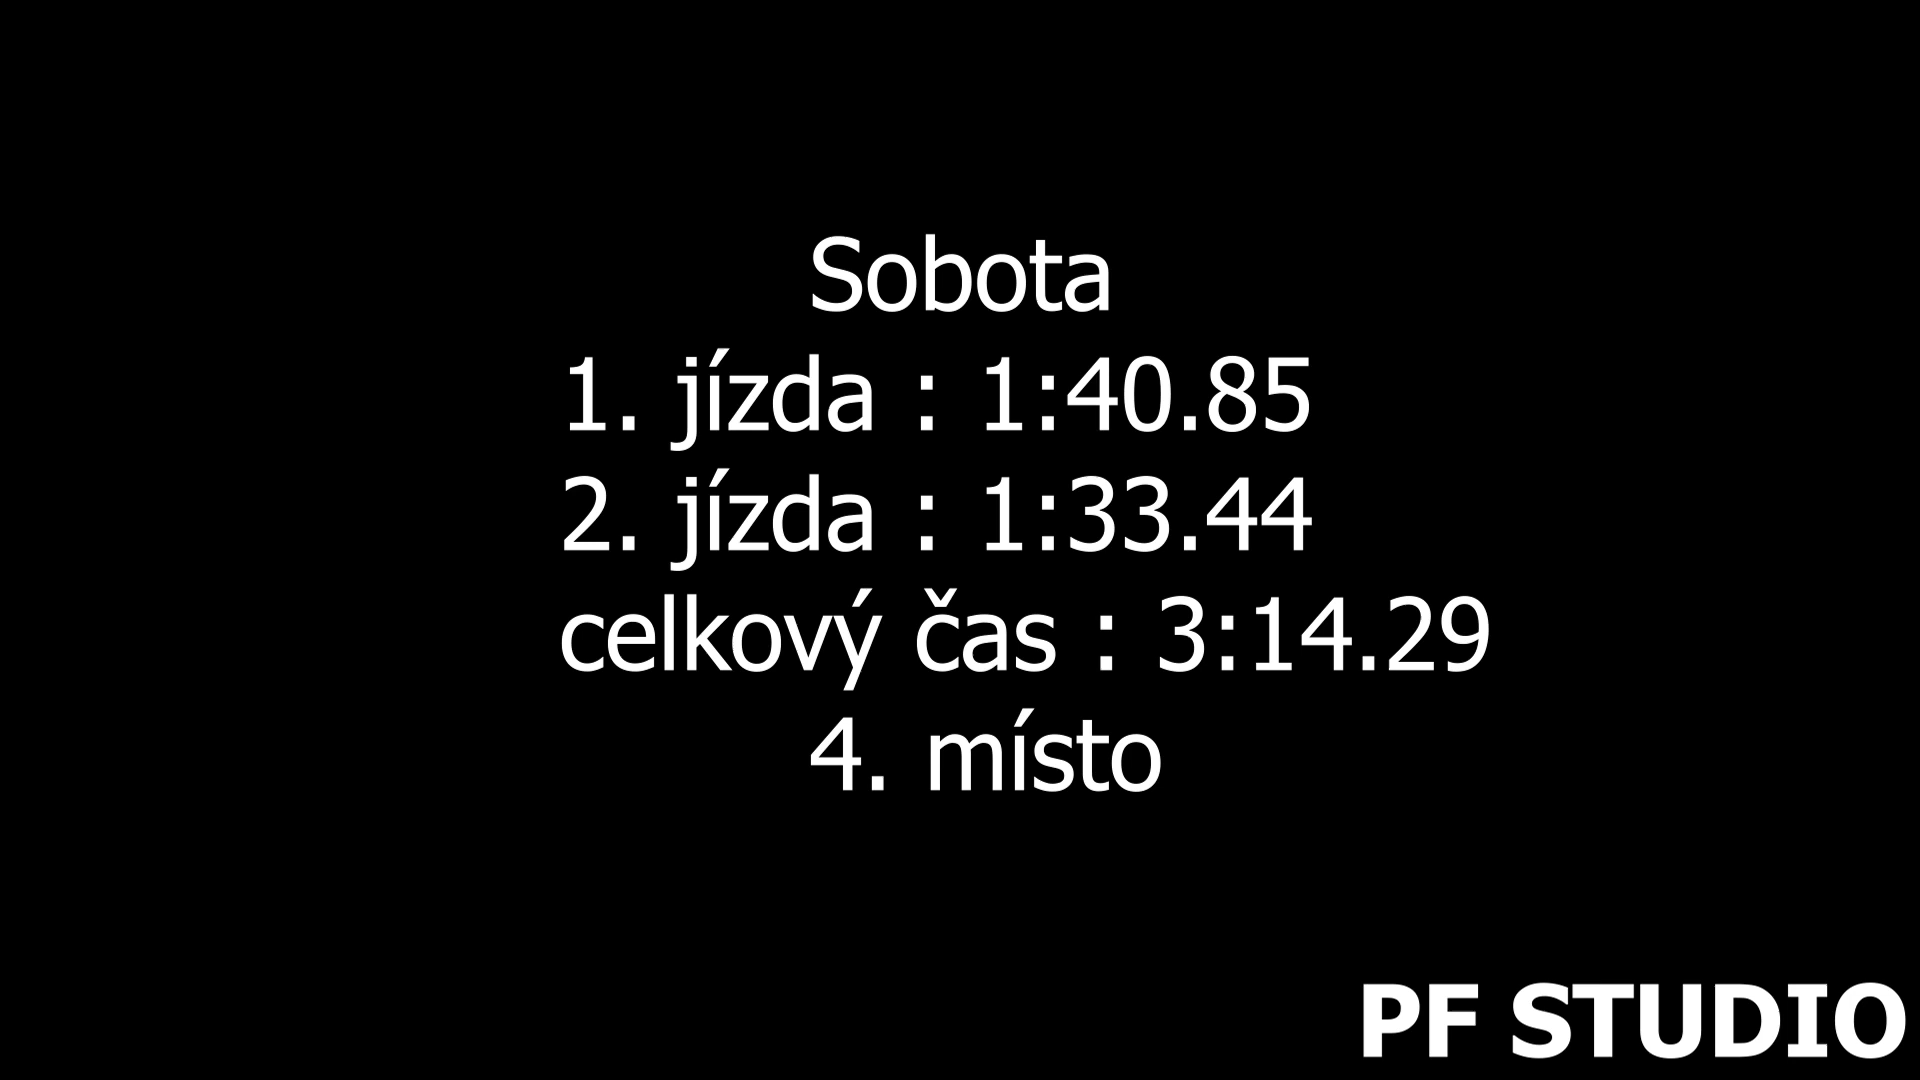 Sobota
1. jízda : 1:40.85
2. jízda : 1:33.44
celkový čas : 3:14.29
4. místo
PF STUDIO